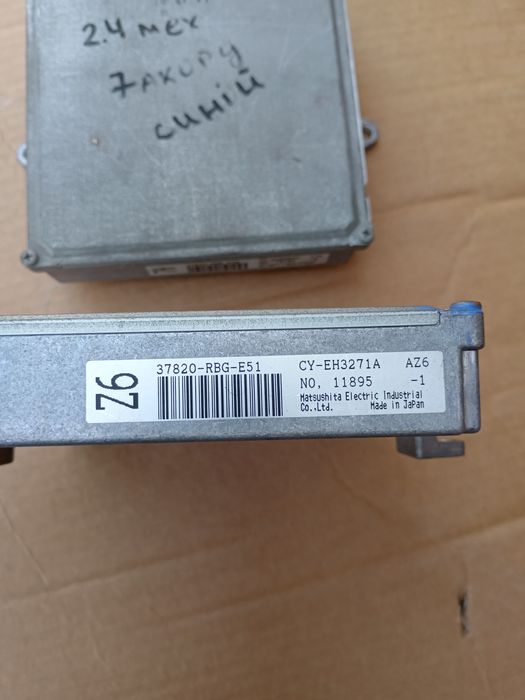 2.4 мех
7 акорду
синій
Z6
37820-RBG-E51
CY-EH3271A AZ6
NO, 11895 -1
Matsushita Electric Industrial
Co.,Ltd. Made in Japan